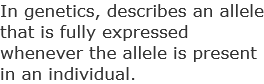 In genetics, describes an allele
that is fully expressed
whenever the allele is present
in an individual.